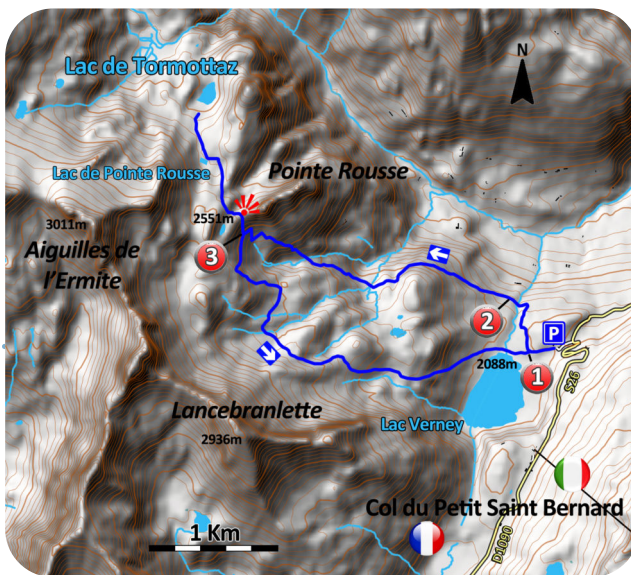 Lac de Tormottaz
N
Lac de Pointe Rousse
Pointe Rousse
3011m
2551m
Aiguilles de
l'Ermite
3
2
P
2088m
1
S26
Lancebranlette
2936m
Lac Verney
Col du Petit Saint Bernard
1 Km
D1090